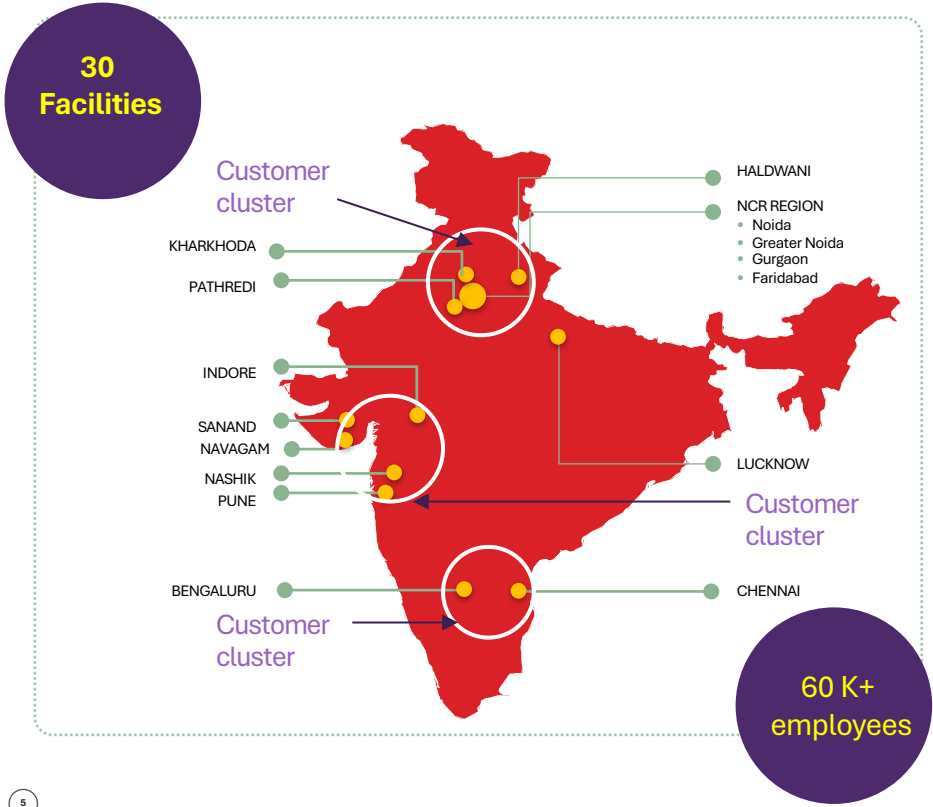 30
Facilities
Customer
cluster
KHARKHODA
PATHREDI
INDORE
SANAND
NAVAGAM
NASHIK
PUNE
BENGALURU
Customer
cluster
HALDWANI
NCR REGION
• Noida
• Greater Noida
• Gurgaon
• Faridabad
LUCKNOW
Customer
cluster
CHENNAI
60 K+
employees
5